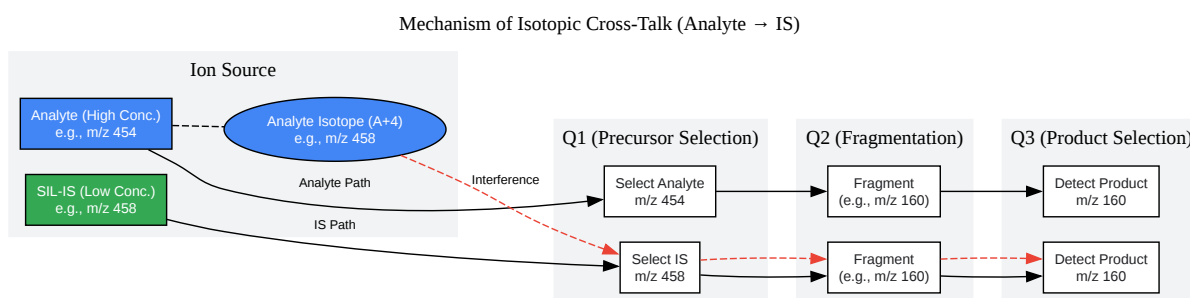 Mechanism of Isotopic Cross-Talk (Analyte → IS)
Ion Source
Analyte (High Conc.)
e.g., m/z 454
Analyte Isotope (A+4)
e.g., m/z 458
SIL-IS (Low Conc.)
e.g., m/z 458
Analyte Path
IS Path
Interference
Q1 (Precursor Selection)
Select Analyte
m/z 454
Select IS
m/z 458
Q2 (Fragmentation)
Fragment
(e.g., m/z 160)
Fragment
(e.g., m/z 160)
Q3 (Product Selection)
Detect Product
m/z 160
Detect Product
m/z 160